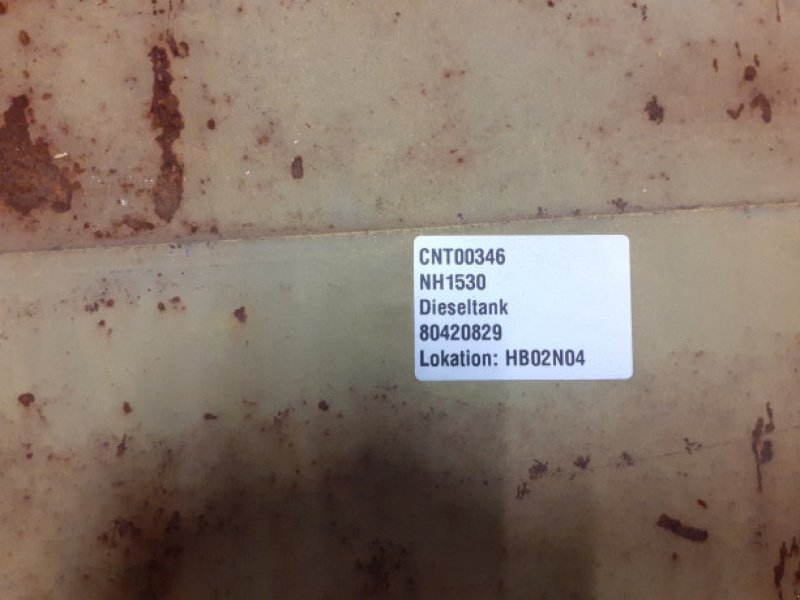 CNT00346
NH1530
Dieseltank
80420829
Lokation: HB02N04